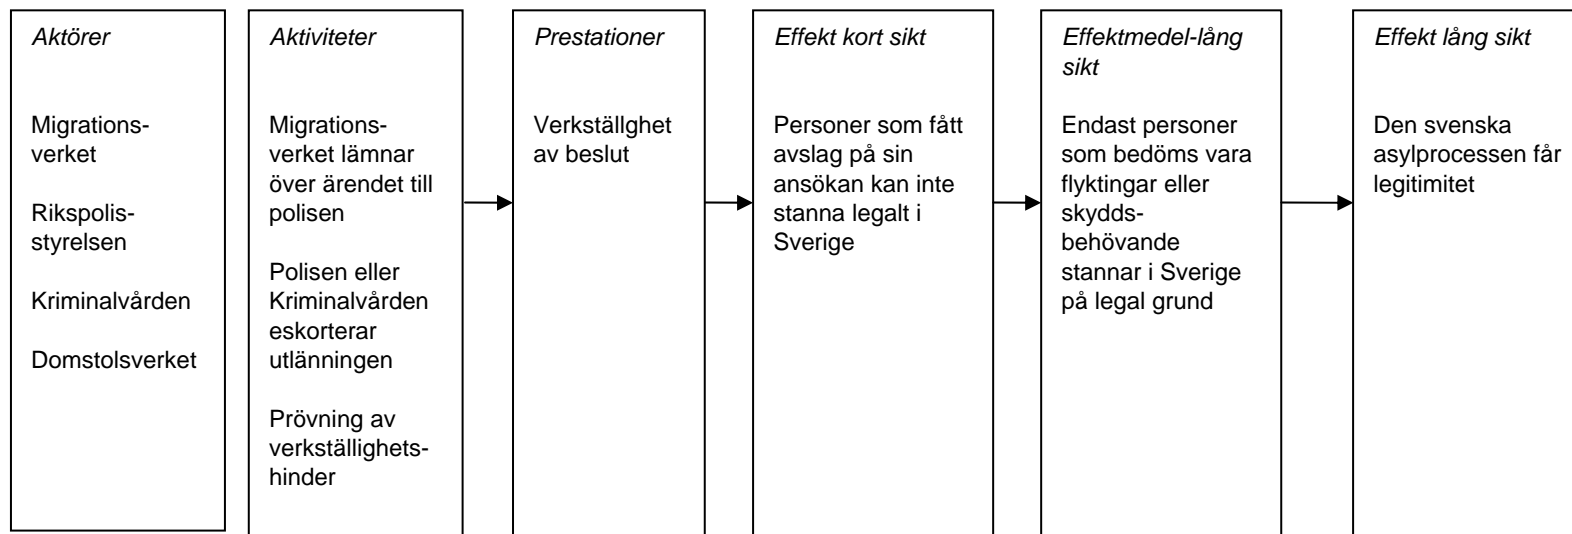 Aktörer
Migrations-
verket
Rikspolis-
styrelsen
Kriminalvården
Domstolsverket
Aktiviteter
Migrations-
verket lämnar
över ärendet till
polisen
Polisen eller
Kriminalvården
eskorterar
utlänningen
Prövning av
verkställighets-
hinder
Prestationer
Verkställghet
av beslut
Effekt kort sikt
Personer som fått
avslag på sin
ansökan kan inte
stanna legalt i
Sverige
Effektmedel-lång
sikt
Endast personer
som bedöms vara
flyktingar eller
skydds-
behövande
stannar i Sverige
på legal grund
Effekt lång sikt
Den svenska
asylprocessen får
legitimitet